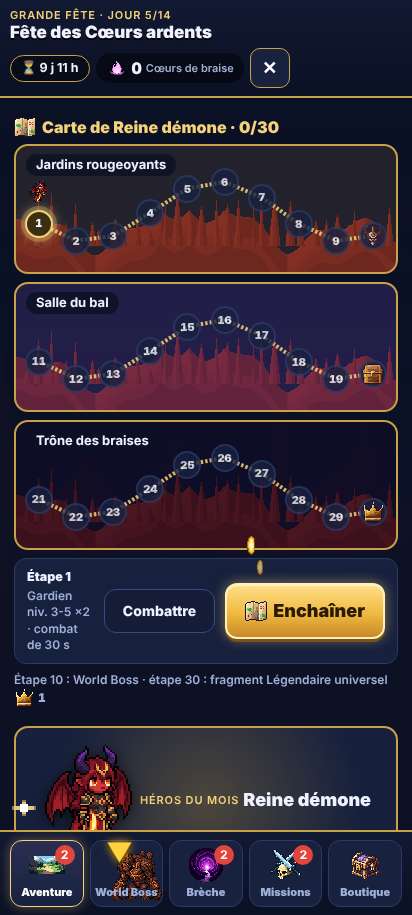 GRANDE FÊTE · JOUR 5/14
Fête des Cœurs ardents
9 j 11 h
0 Cœurs de braise
×
Carte de Reine démone · 0/30
Jardins rougeoyants
1 2 3 4 5 6 7 8 9
Salle du bal
11 12 13 14 15 16 17 18 19
Trône des braises
21 22 23 24 25 26 27 28 29
Étape 1
Gardien
niv. 3-5 ×2
· combat
de 30 s
Combattre
Enchaîner
Étape 10 : World Boss · étape 30 : fragment Légendaire universel
1
HÉROS DU MOIS Reine démone
2 2 2
Aventure World Boss Brèche Missions Boutique